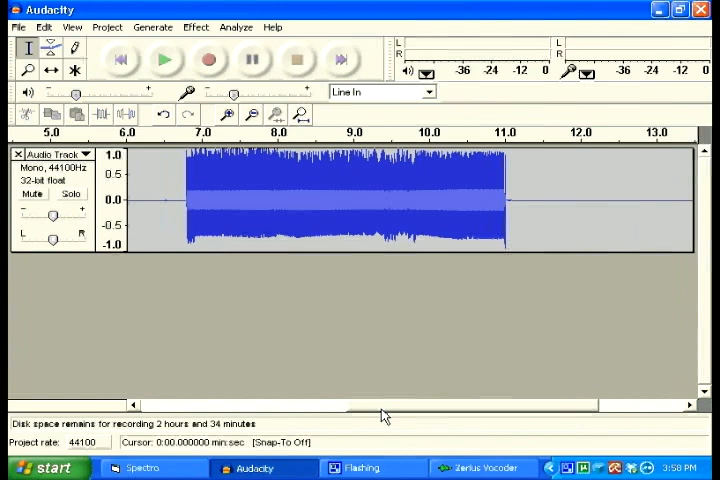 Audacity
File Edit View Project Generate Effect Analyze Help
L
R
-36 -24 -12 0
L
R
-36 -24 -12 0
- +
- +
Line In
5.0 6.0 7.0 8.0 9.0 10.0 11.0 12.0 13.0
Audio Track
Mono, 44100Hz
32-bit float
Mute Solo
- +
L R
1.0
0.5
0.0
-0.5
-1.0
Disk space remains for recording 2 hours and 34 minutes
Project rate: 44100 Cursor: 0:00.000000 min:sec [Snap-To Off]
start Spectro Audacity Flashing Zerius Vocoder 3:58 PM